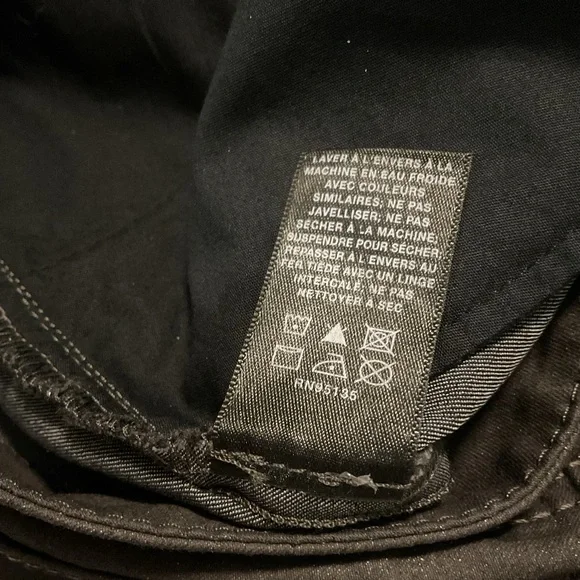 LAVER À L'ENVERS À LA
MACHINE EN EAU FROIDE
AVEC COULEURS
SIMILAIRES, NE PAS
JAVELLISER, NE PAS
SÉCHER À LA MACHINE,
SUSPENDRE POUR SÉCHER,
REPASSER À L'ENVERS AU
FER TIÈDE AVEC UN LINGE
INTERCALÉ, NE PAS
NETTOYER À SEC
RN95135